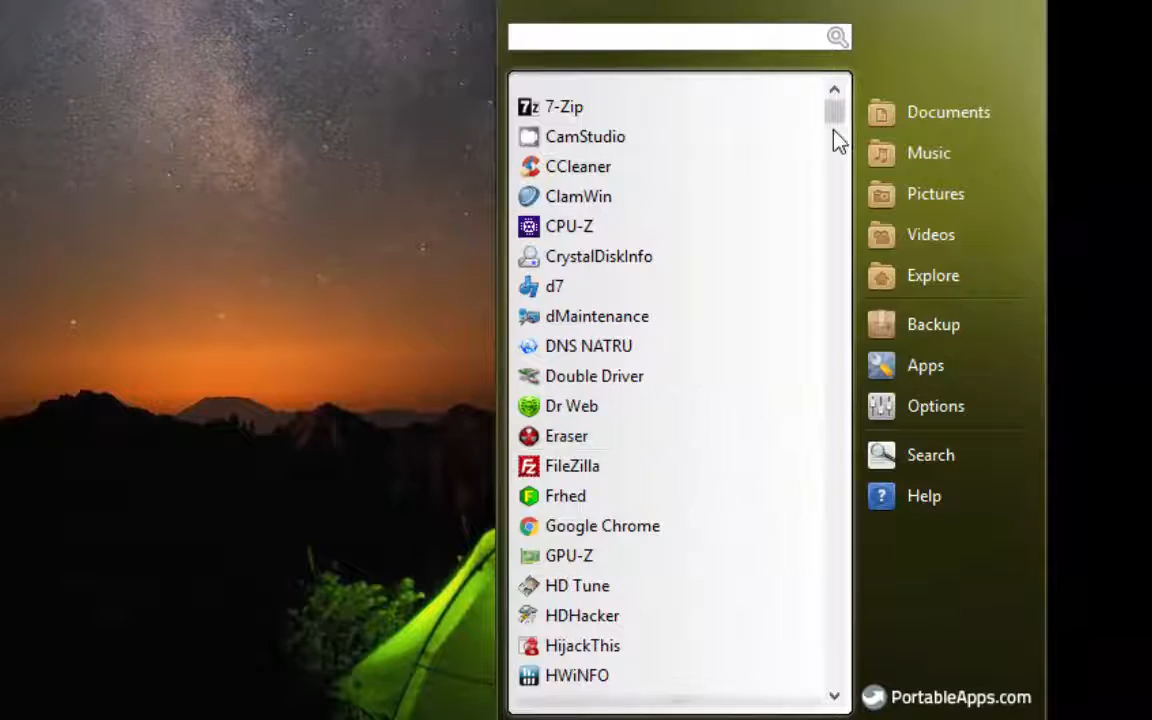 7-Zip
CamStudio
CCleaner
ClamWin
CPU-Z
CrystalDiskInfo
d7
dMaintenance
DNS NATRU
Double Driver
Dr Web
Eraser
FileZilla
Frhed
Google Chrome
GPU-Z
HD Tune
HDHacker
HijackThis
HWiNFO
Documents
Music
Pictures
Videos
Explore
Backup
Apps
Options
Search
Help
PortableApps.com